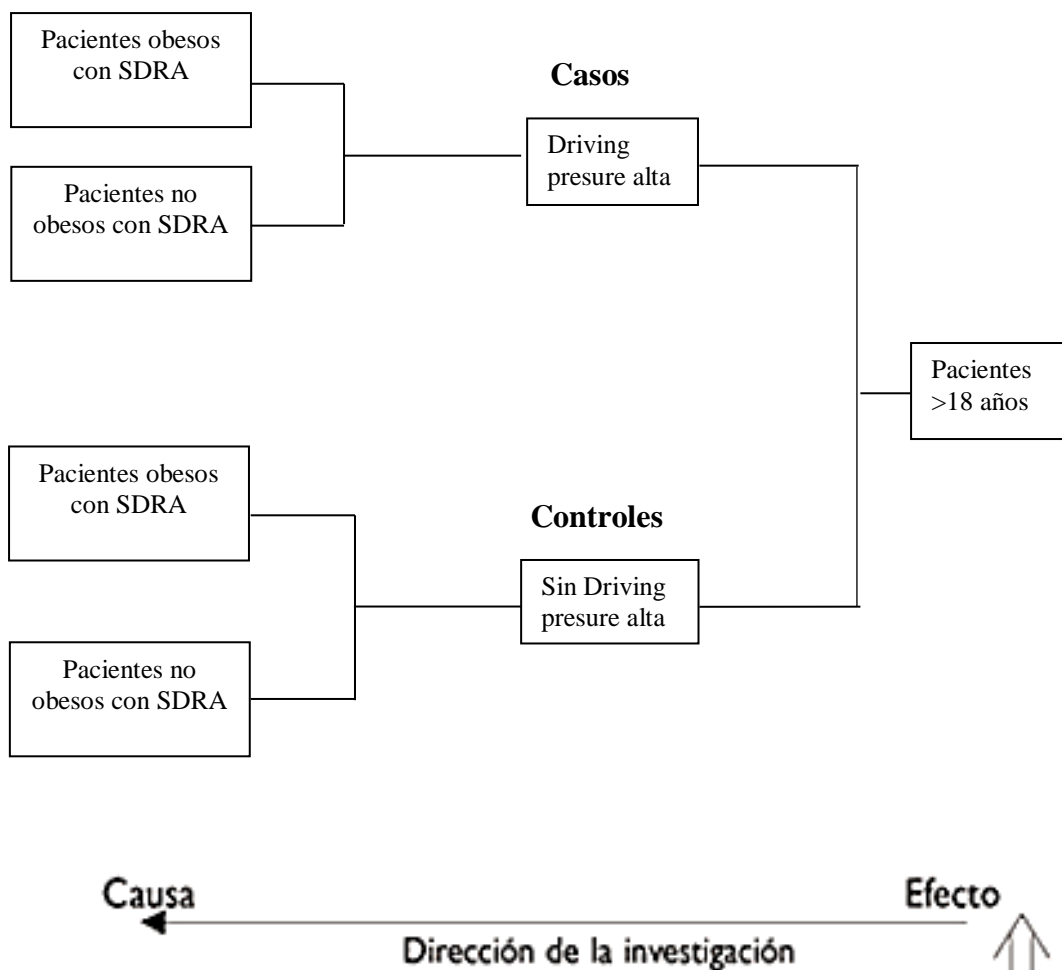 Pacientes obesos
con SDRA
Casos
Driving
presure alta
Pacientes no
obesos con SDRA
Pacientes
>18 años
Pacientes obesos
con SDRA
Controles
Sin Driving
presure alta
Pacientes no
obesos con SDRA
Causa
Efecto
Dirección de la investigación